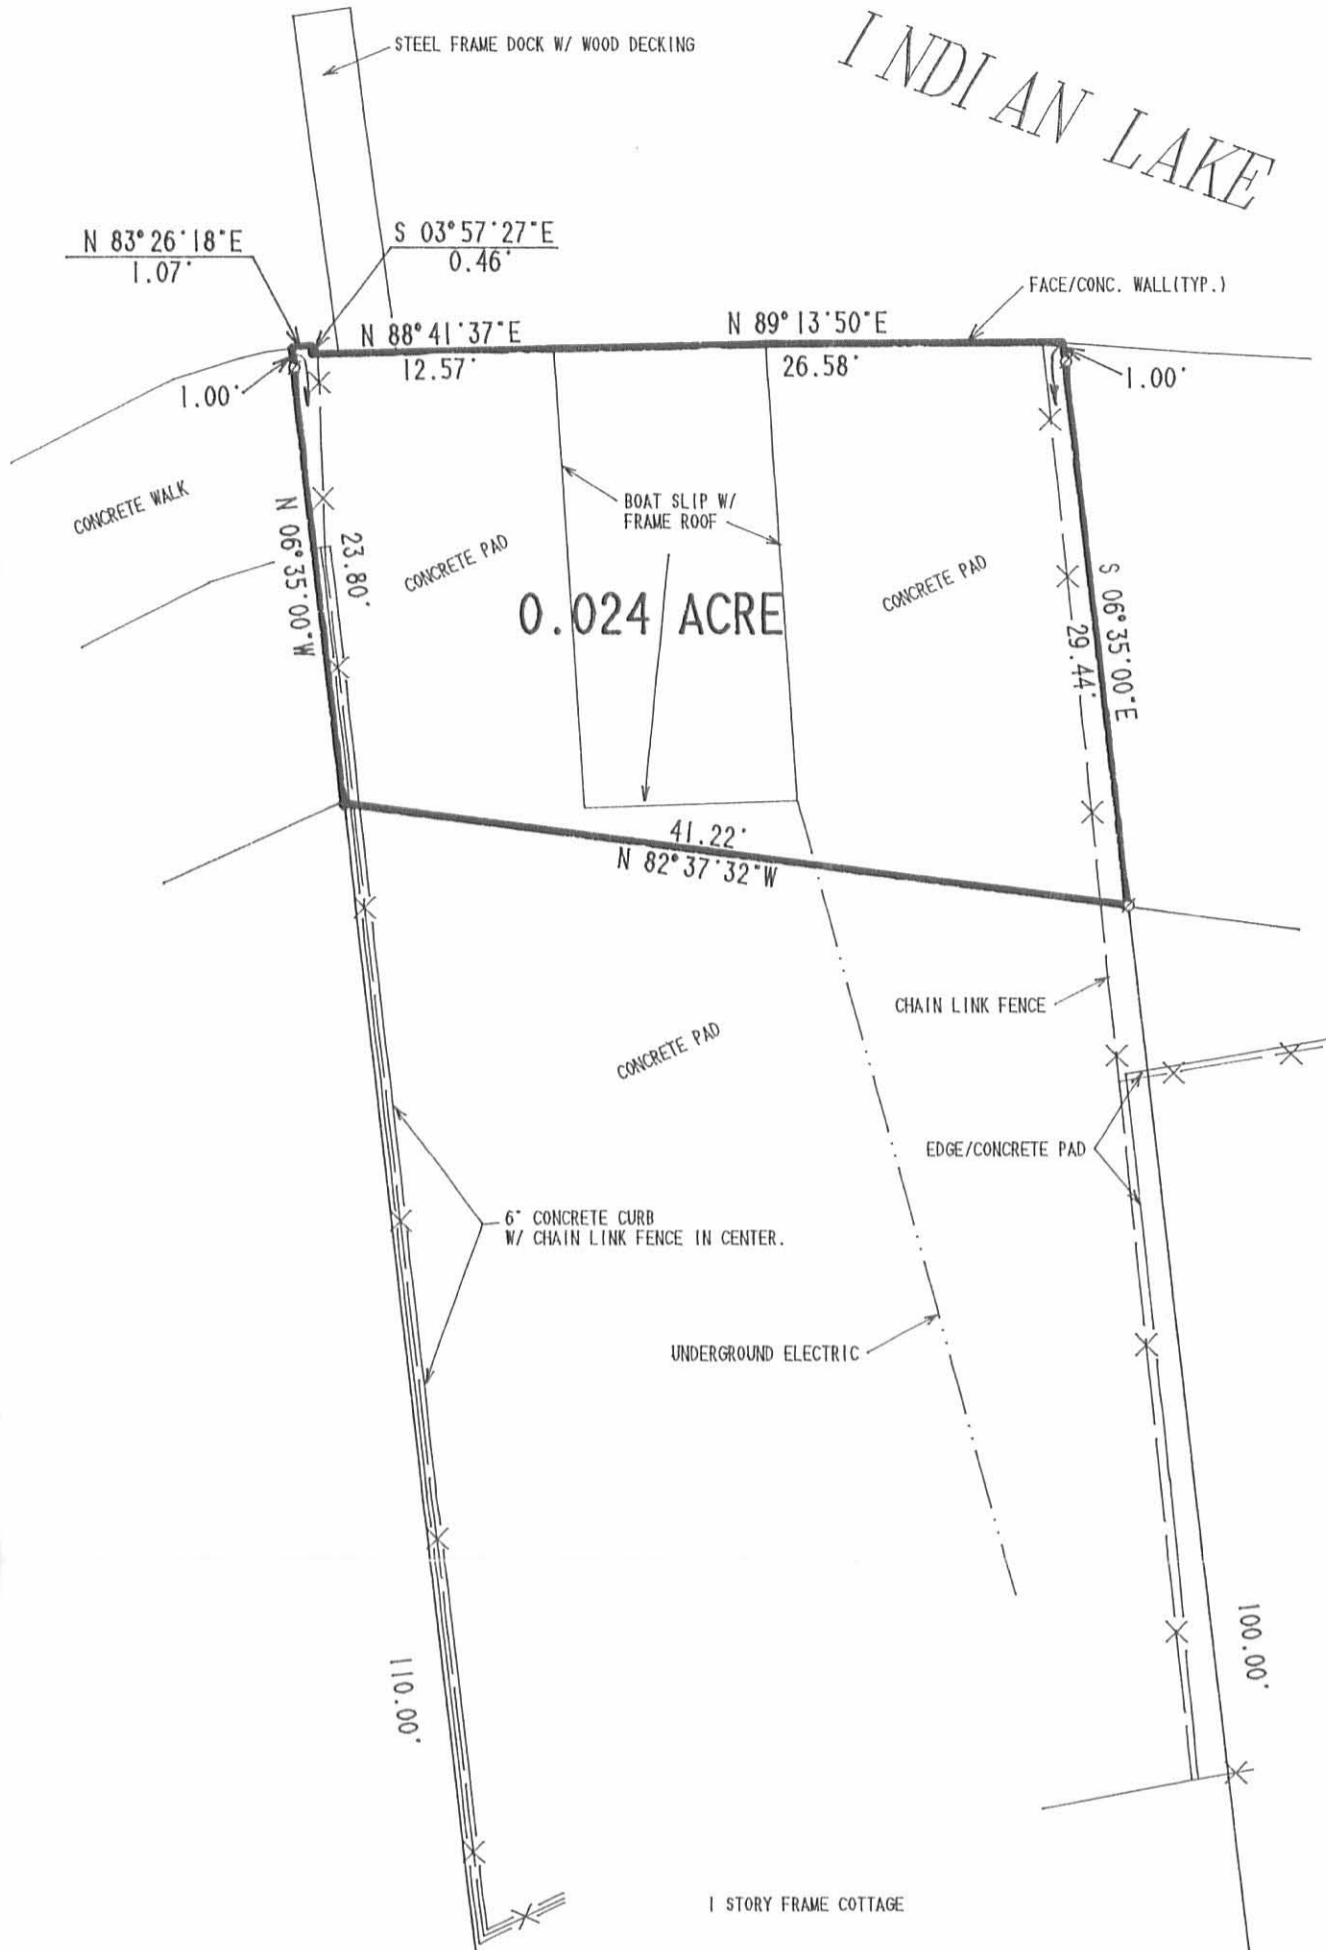 STEEL FRAME DOCK W/ WOOD DECKING
INDIAN LAKE
N 83°26'18"E
1.07'
S 03°57'27"E
0.46'
FACE/CONC. WALL(TYP.)
N 88°41'37"E
12.57'
N 89°13'50"E
26.58'
1.00'
1.00'
CONCRETE WALK
N 06°35'00"W
23.80'
CONCRETE PAD
BOAT SLIP W/
FRAME ROOF
CONCRETE PAD
S 06°35'00"E
29.44'
0.024 ACRE
41.22'
N 82°37'32"W
CHAIN LINK FENCE
CONCRETE PAD
EDGE/CONCRETE PAD
6" CONCRETE CURB
W/ CHAIN LINK FENCE IN CENTER.
UNDERGROUND ELECTRIC
110.00'
100.00'
1 STORY FRAME COTTAGE